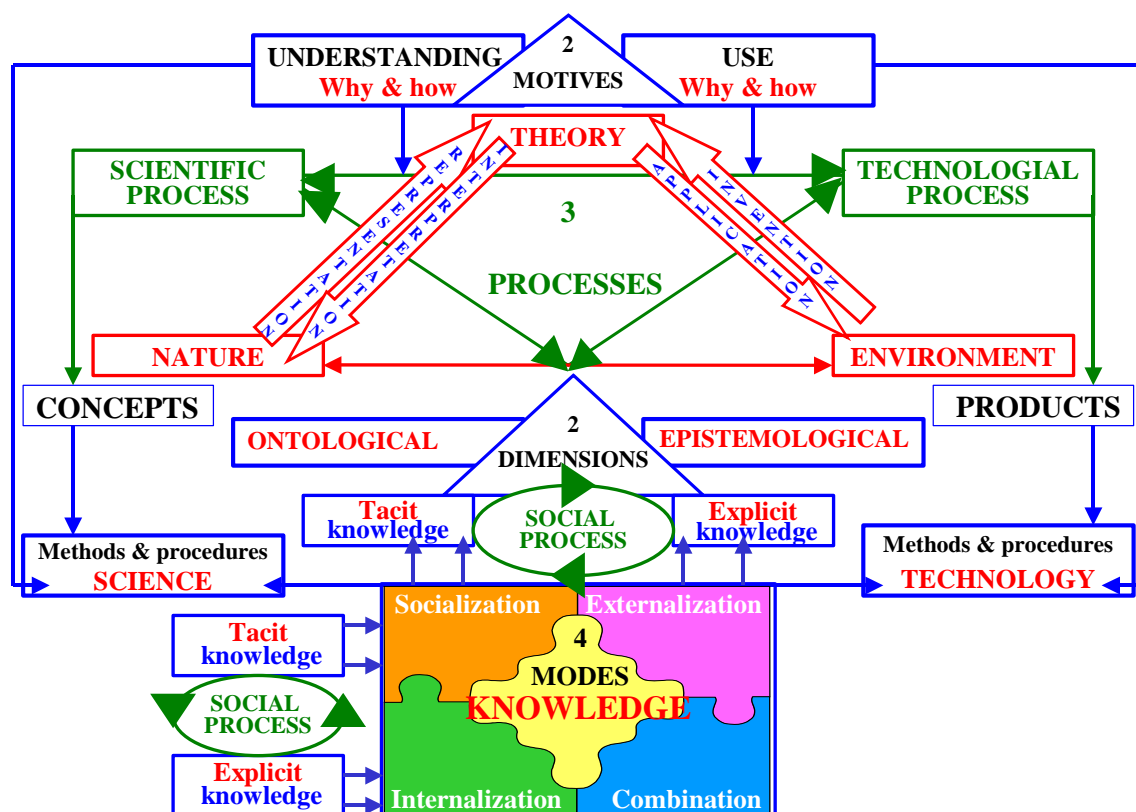 2
MOTIVES
UNDERSTANDING
Why & how
USE
Why & how
THEORY
SCIENTIFIC
PROCESS
TECHNOLOGIAL
PROCESS
REPRESENTATION
INTERPRETATION
APPLICATION
INVENTION
3
PROCESSES
NATURE
ENVIRONMENT
CONCEPTS
PRODUCTS
2
DIMENSIONS
ONTOLOGICAL
EPISTEMOLOGICAL
Tacit
knowledge
SOCIAL
PROCESS
Explicit
knowledge
Methods & procedures
SCIENCE
Methods & procedures
TECHNOLOGY
Socialization
Externalization
4
MODES
KNOWLEDGE
Internalization
Combination
Tacit
knowledge
SOCIAL
PROCESS
Explicit
knowledge